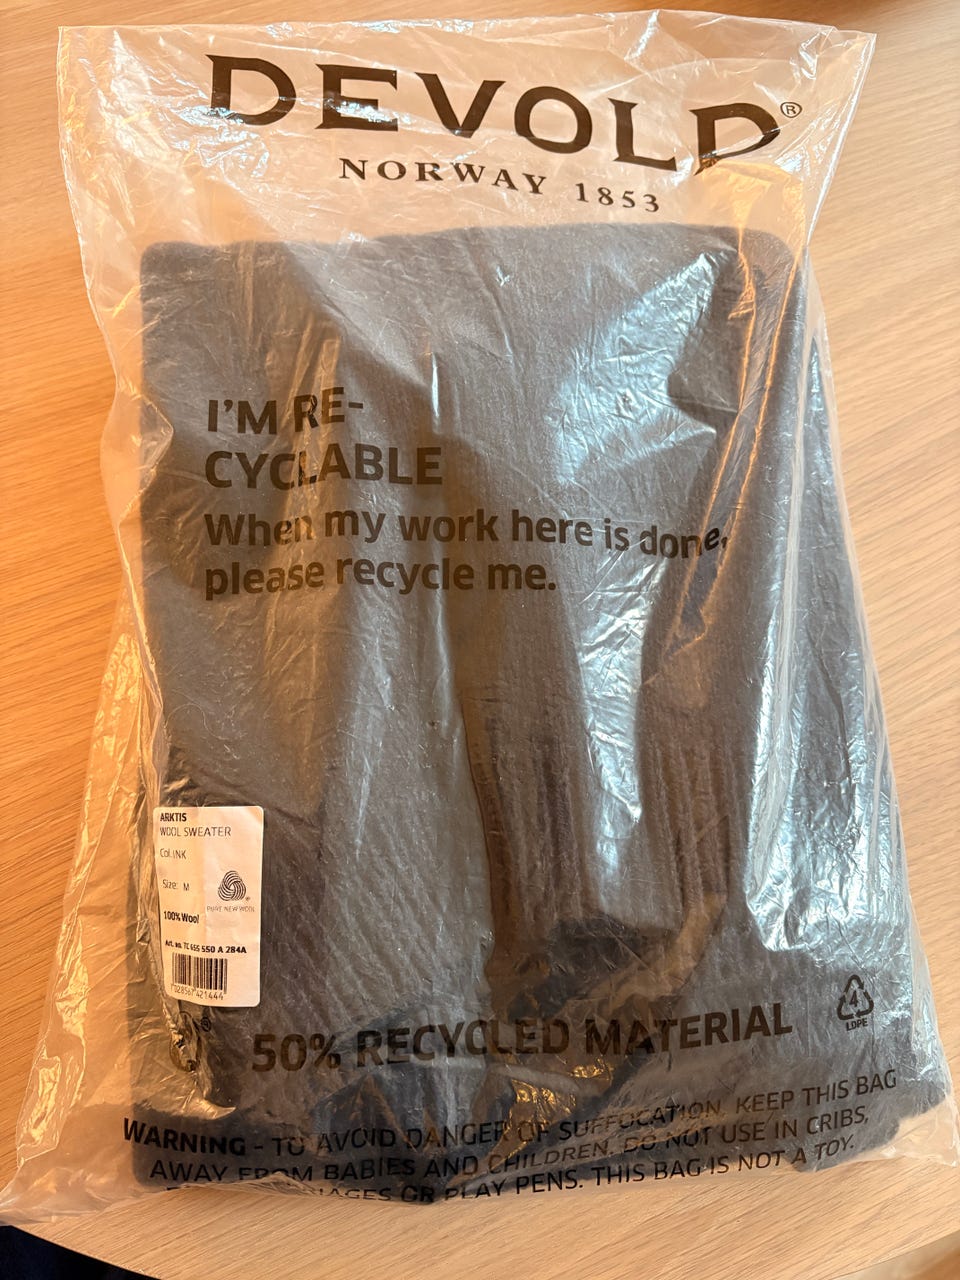 DEVOLD®
NORWAY 1853
I'M RE-
CYCLABLE
When my work here is done,
please recycle me.
ARKTIS
WOOL SWEATER
Col: INK
Size: M
PURE NEW WOOL
100% Wool
Art. no. TC 655 550 A 284A
7028567421444
®
50% RECYCLED MATERIAL
4
LDPE
WARNING - TO AVOID DANGER OF SUFFOCATION, KEEP THIS BAG
AWAY FROM BABIES AND CHILDREN. DO NOT USE IN CRIBS,
OR PLAY PENS. THIS BAG IS NOT A TOY.